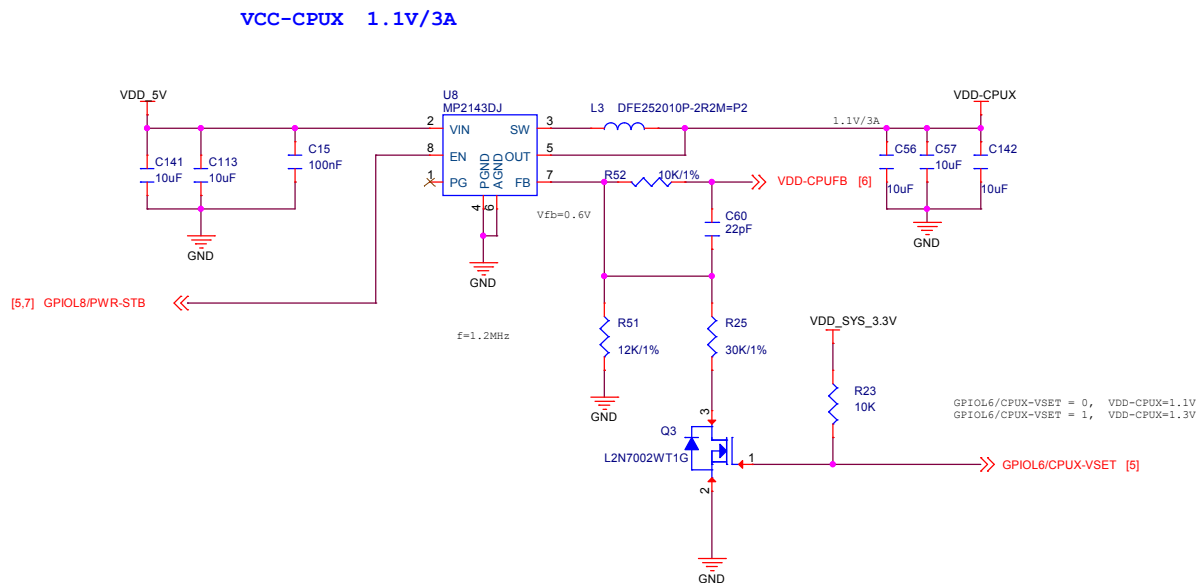 VCC-CPUX 1.1V/3A
VDD_5V
U8
MP2143DJ
L3 DFE252010P-2R2M=P2
VDD-CPUX
2 VIN SW 3
1.1V/3A
C141
10uF
C113
10uF
C15
100nF
8 EN OUT 5
C56
10uF
C57
10uF
C142
10uF
1 PG PGND AGND FB 7
4 6
R52 10K/1%
VDD-CPUFB [6]
Vfb=0.6V
C60
22pF
GND
GND
GND
[5,7] GPIOL8/PWR-STB
f=1.2MHz
R51
12K/1%
R25
30K/1%
VDD_SYS_3.3V
R23
10K
GND
GPIOL6/CPUX-VSET = 0, VDD-CPUX=1.1V
GPIOL6/CPUX-VSET = 1, VDD-CPUX=1.3V
3
Q3
L2N7002WT1G
1
GPIOL6/CPUX-VSET [5]
2
GND